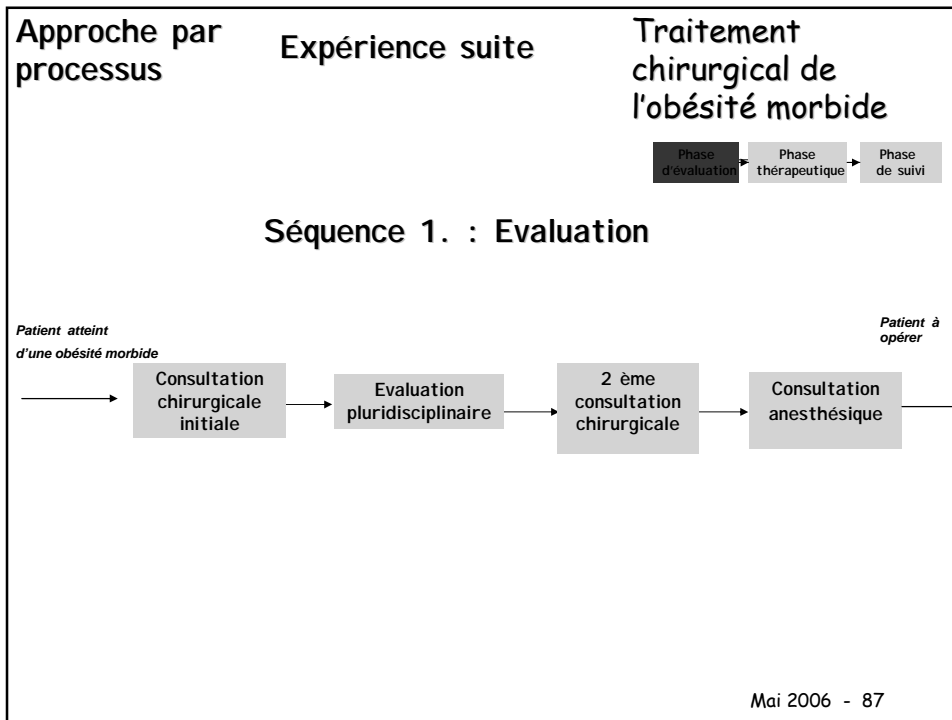 Approche par
processus
Expérience suite
Traitement
chirurgical de
l'obésité morbide
Phase
d'évaluation
Phase
thérapeutique
Phase
de suivi
Séquence 1. : Evaluation
Patient atteint
d'une obésité morbide
Patient à
opérer
Consultation
chirurgicale
initiale
Evaluation
pluridisciplinaire
2 ème
consultation
chirurgicale
Consultation
anesthésique
Mai 2006 - 87